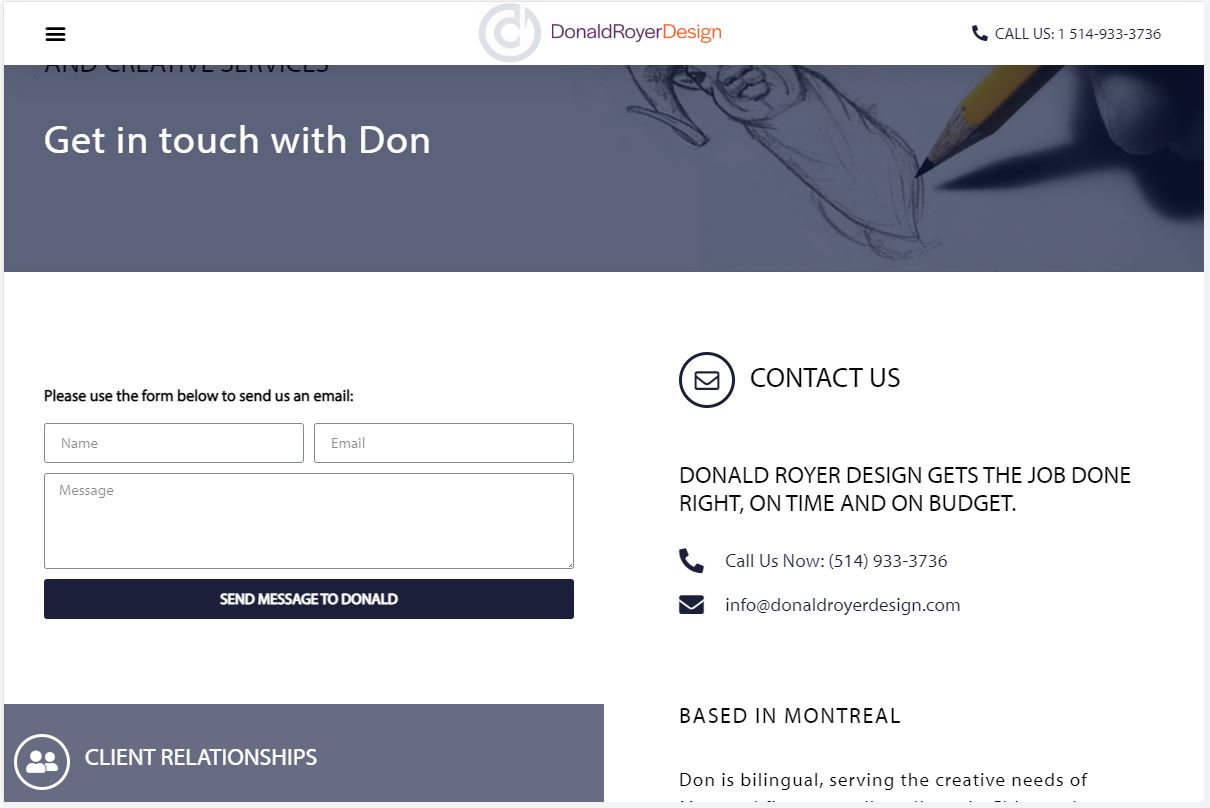 DonaldRoyerDesign
CALL US: 1 514-933-3736
AND CREATIVE SERVICES
Get in touch with Don
Please use the form below to send us an email:
Name
Email
Message
SEND MESSAGE TO DONALD
CONTACT US
DONALD ROYER DESIGN GETS THE JOB DONE
RIGHT, ON TIME AND ON BUDGET.
Call Us Now: (514) 933-3736
info@donaldroyerdesign.com
CLIENT RELATIONSHIPS
BASED IN MONTREAL
Don is bilingual, serving the creative needs of